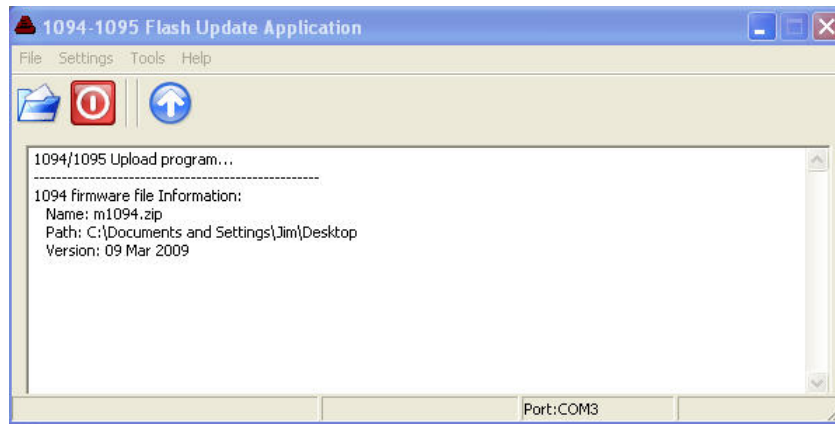 1094-1095 Flash Update Application
File Settings Tools Help
1094/1095 Upload program...
--------------------------------------------------
1094 firmware file Information:
Name: m1094.zip
Path: C:\Documents and Settings\Jim\Desktop
Version: 09 Mar 2009
Port:COM3